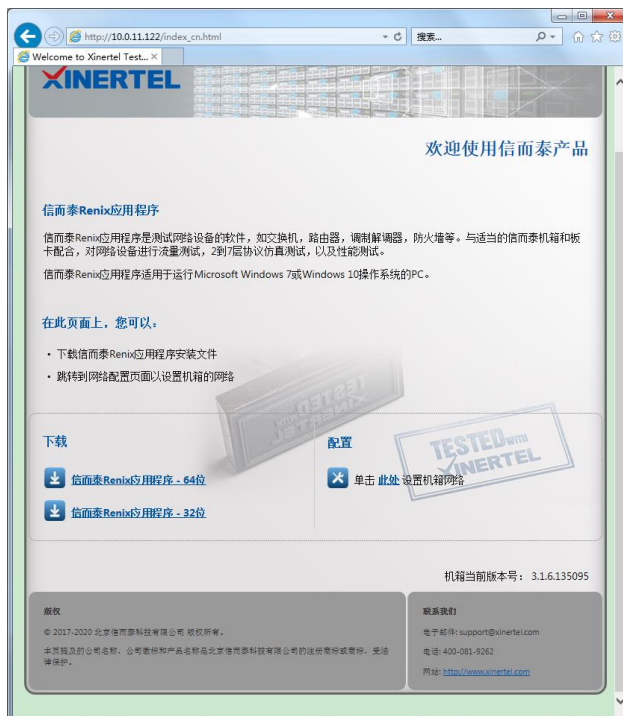 http://10.0.11.122/index_cn.html
搜索...
Welcome to Xinertel Test...
XINERTEL
欢迎使用信而泰产品
信而泰Renix应用程序
信而泰Renix应用程序是测试网络设备的软件，如交换机，路由器，调制解调器，防火墙等。与适当的信而泰机箱和板
卡配合，对网络设备进行流量测试，2到7层协议仿真测试，以及性能测试。
信而泰Renix应用程序适用于运行Microsoft Windows 7或Windows 10操作系统的PC。
在此页面上，您可以：
• 下载信而泰Renix应用程序安装文件
• 跳转到网络配置页面以设置机箱的网络
下载
配置
TESTED WITH
XINERTEL
信而泰Renix应用程序 - 64位
单击 此处 设置机箱网络
信而泰Renix应用程序 - 32位
机箱当前版本号： 3.1.6.135095
版权
© 2017-2020 北京信而泰科技有限公司 版权所有。
本页提及的公司名称，公司徽标和产品名称是北京信而泰科技有限公司的注册商标或商标，受法
律保护。
联系我们
电子邮件: support@xinertel.com
电话: 400-081-9262
网站: http://www.xinertel.com